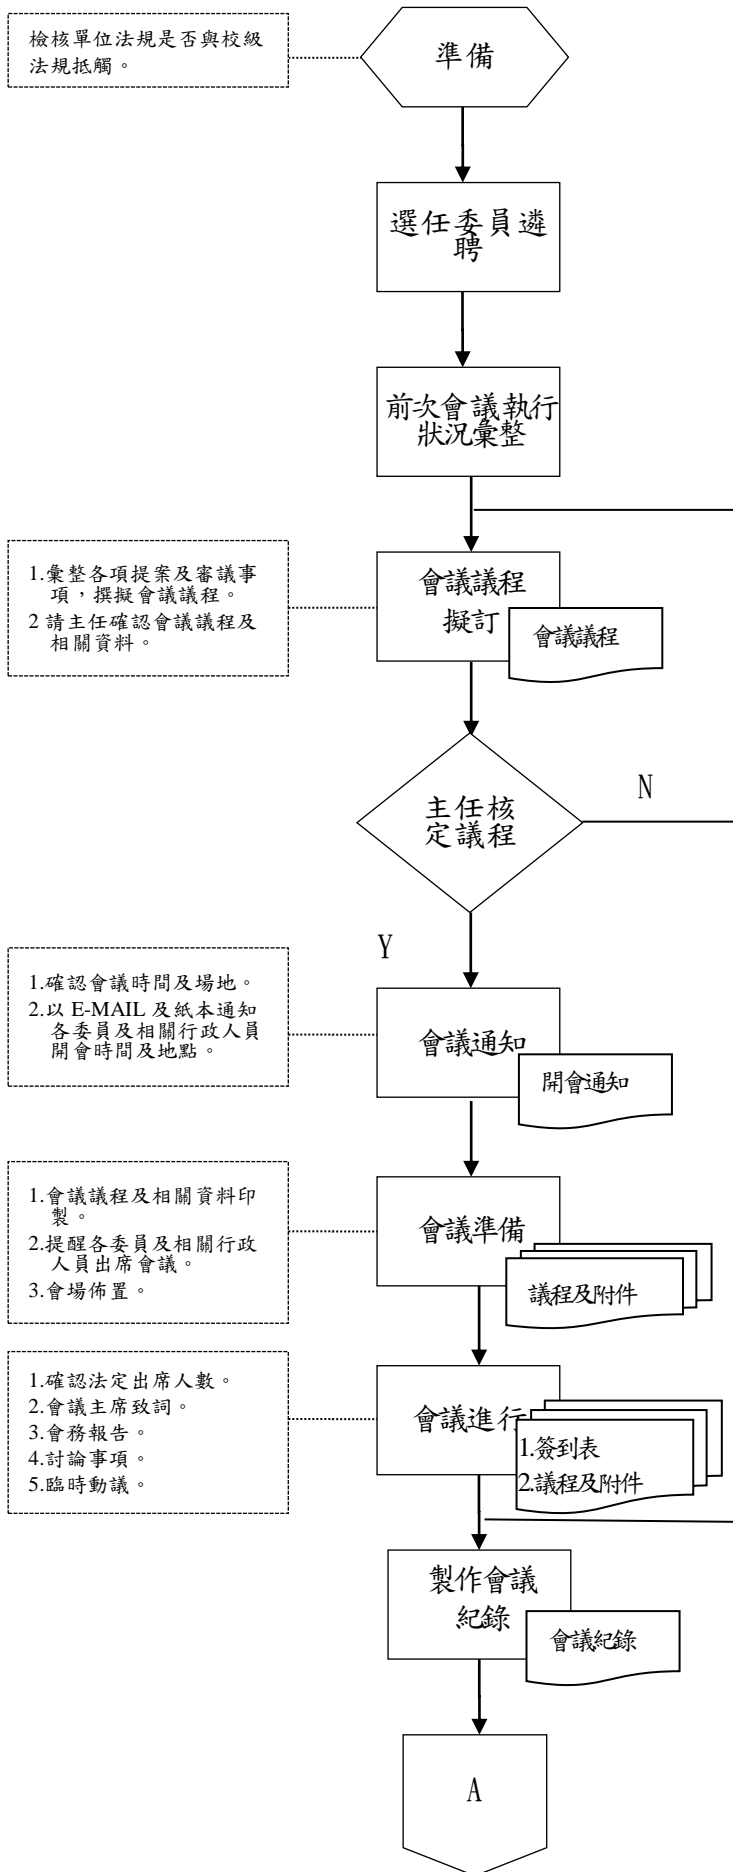 檢核單位法規是否與校級
法規抵觸。
準備
選任委員遴
聘
前次會議執行
狀況彙整
1.彙整各項提案及審議事
項，撰擬會議議程。
2 請主任確認會議議程及
相關資料。
會議議程
擬訂
會議議程
主任核
定議程
N
Y
1.確認會議時間及場地。
2.以 E-MAIL 及紙本通知
各委員及相關行政人員
開會時間及地點。
會議通知
開會通知
1.會議議程及相關資料印
製。
2.提醒各委員及相關行政
人員出席會議。
3.會場佈置。
會議準備
議程及附件
1.確認法定出席人數。
2.會議主席致詞。
3.會務報告。
4.討論事項。
5.臨時動議。
會議進行
1.簽到表
2.議程及附件
製作會議
紀錄
會議紀錄
A